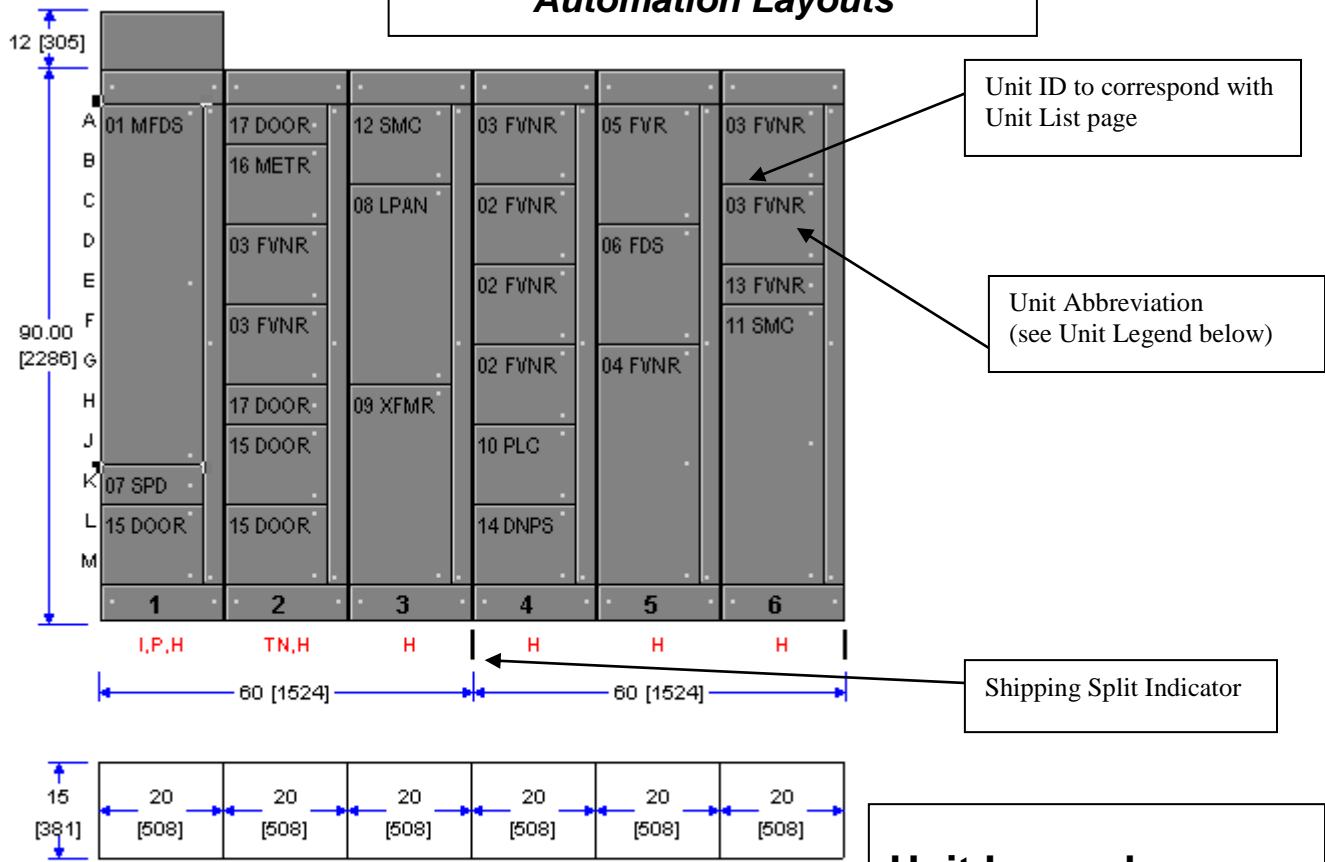 Automation Layouts
12 [305]
90.00
[2286]
A
B
C
D
E
F
G
H
J
K
L
M
01 MFDS
07 SPD
15 DOOR
1
17 DOOR
16 METR
03 FVNR
03 FVNR
17 DOOR
15 DOOR
15 DOOR
2
12 SMC
08 LPAN
09 XFMR
3
03 FVNR
02 FVNR
02 FVNR
02 FVNR
10 PLC
14 DNPS
4
05 FVR
06 FDS
04 FVNR
5
03 FVNR
03 FVNR
13 FVNR
11 SMC
6
Unit ID to correspond with
Unit List page
Unit Abbreviation
(see Unit Legend below)
I,P,H
TN,H
H
H
H
H
Shipping Split Indicator
60 [1524]
60 [1524]
15
[381]
20
[508]
20
[508]
20
[508]
20
[508]
20
[508]
20
[508]